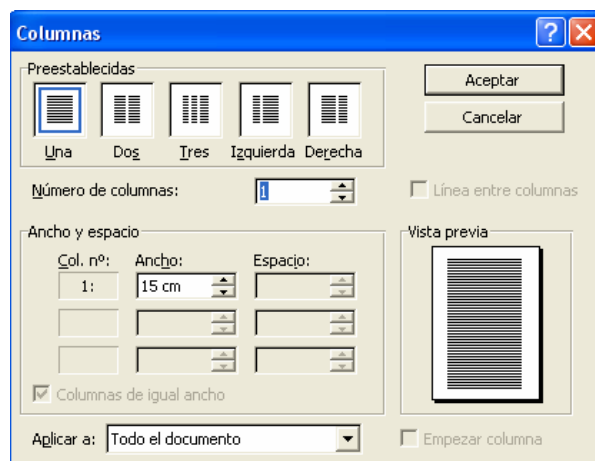 Columnas
Preestablecidas
Una Dos Tres Izquierda Derecha
Aceptar
Cancelar
Número de columnas: 1
Línea entre columnas
Ancho y espacio
Col. nº: Ancho: Espacio:
1: 15 cm
Columnas de igual ancho
Vista previa
Aplicar a: Todo el documento
Empezar columna